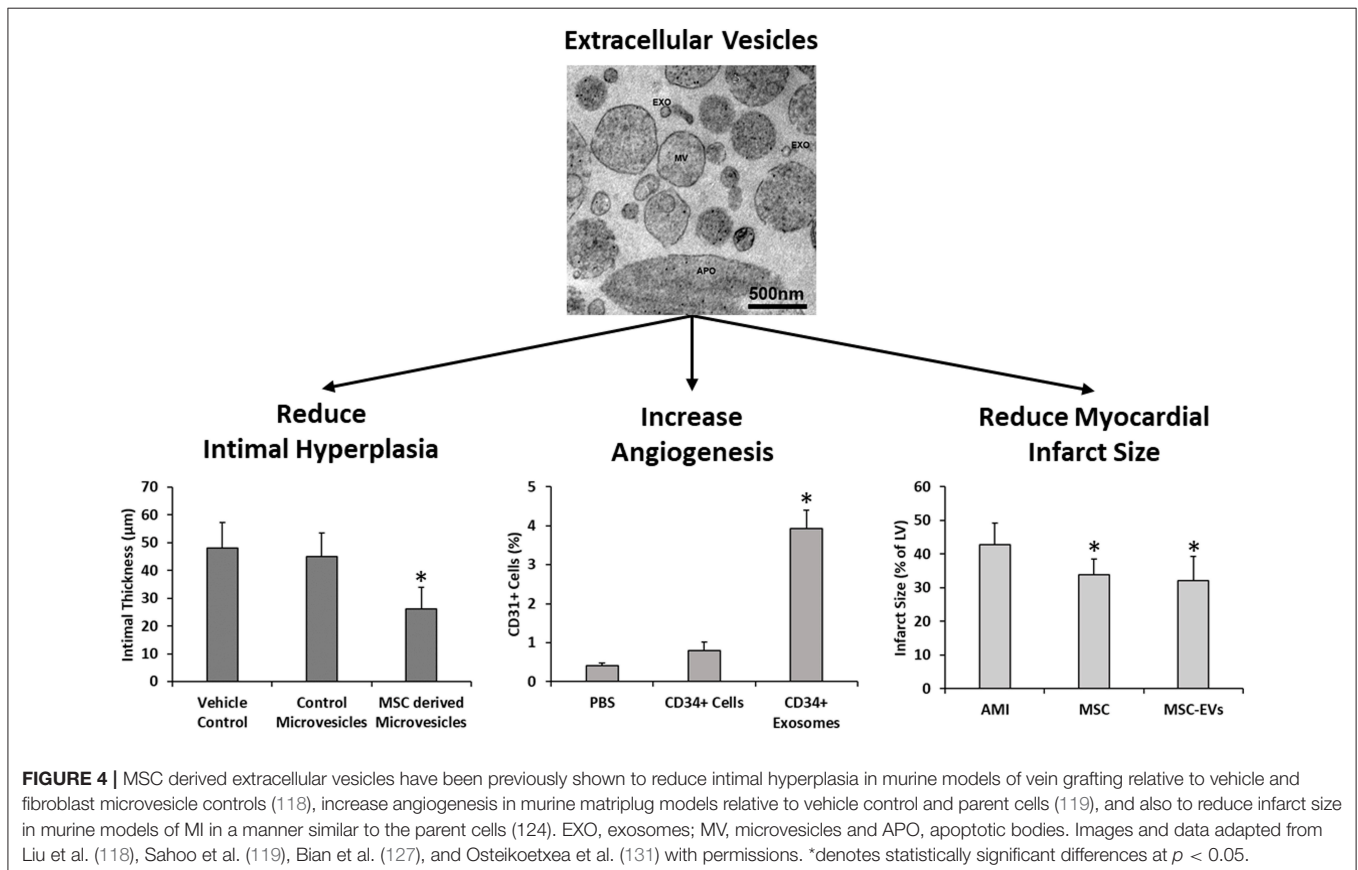 Extracellular Vesicles
EXO
EXO
MV
APO
500nm
Reduce
Intimal Hyperplasia
Increase
Angiogenesis
Reduce Myocardial
Infarct Size
Intimal Thickness (µm)
70
60
50
40
30
20
10
0
*
Vehicle
Control
Control
Microvesicles
MSC derived
Microvesicles
CD31+ Cells (%)
5
4
3
2
1
0
*
PBS
CD34+ Cells
CD34+
Exosomes
Infarct Size (% of LV)
60
50
40
30
20
10
0
*
*
AMI
MSC
MSC-EVs
FIGURE 4 | MSC derived extracellular vesicles have been previously shown to reduce intimal hyperplasia in murine models of vein grafting relative to vehicle and
fibroblast microvesicle controls (118), increase angiogenesis in murine matriplug models relative to vehicle control and parent cells (119), and also to reduce infarct size
in murine models of MI in a manner similar to the parent cells (124). EXO, exosomes; MV, microvesicles and APO, apoptotic bodies. Images and data adapted from
Liu et al. (118), Sahoo et al. (119), Bian et al. (127), and Osteikoetxea et al. (131) with permissions. *denotes statistically significant differences at p < 0.05.